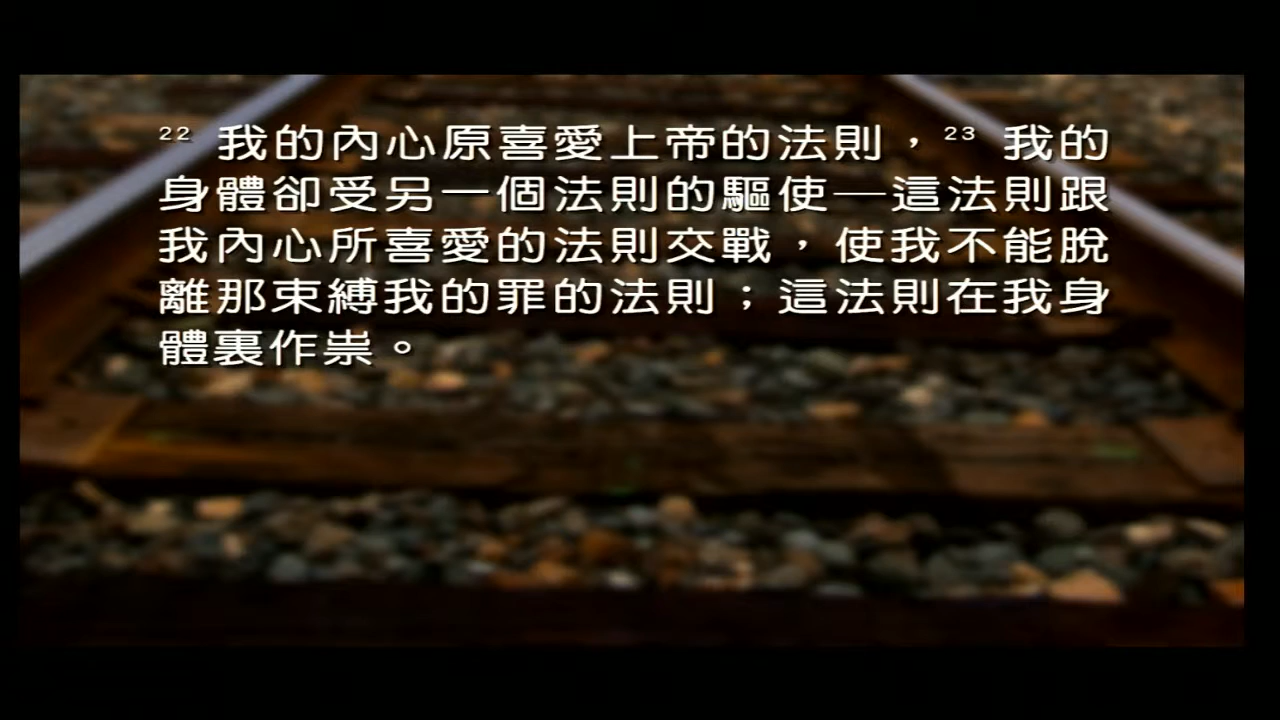 22 我的內心原喜愛上帝的法則，23 我的
身體卻受另一個法則的驅使—這法則跟
我內心所喜愛的法則交戰，使我不能脫
離那束縛我的罪的法則；這法則在我身
體裏作祟。